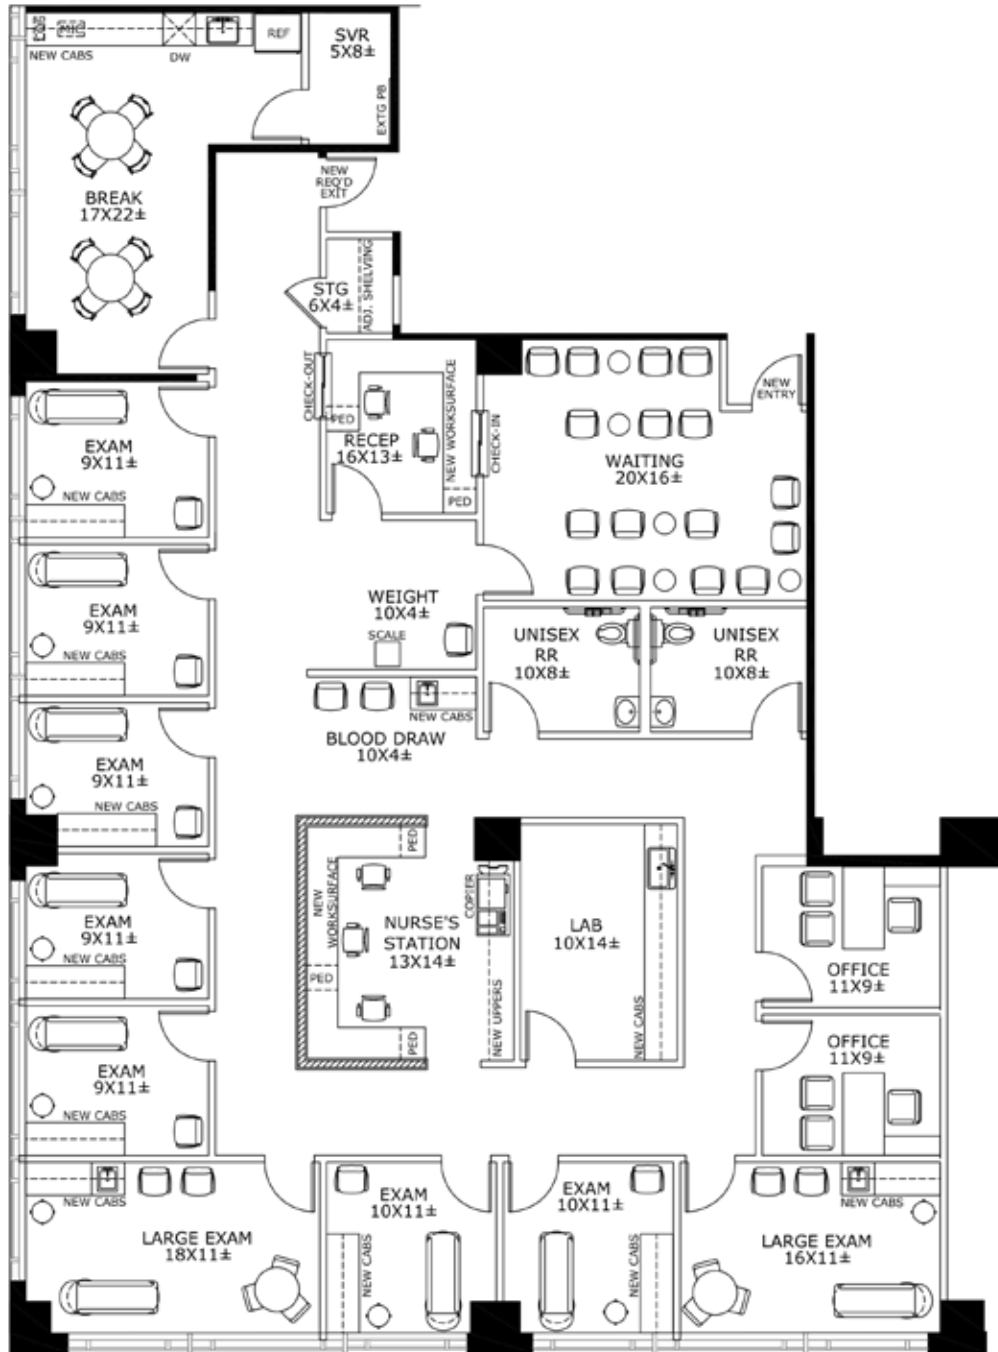 MIC
REF
NEW CABS
DW
SVR
5X8±
EXTG PB
BREAK
17X22±
NEW
REQ'D
EXIT
STG
6X4±
ADJ. SHELVING
CHECK-OUT
PED
RECEP
16X13±
NEW WORKSURFACE
PED
CHECK-IN
NEW
ENTRY
WAITING
20X16±
EXAM
9X11±
NEW CABS
EXAM
9X11±
NEW CABS
WEIGHT
10X4±
SCALE
UNISEX
RR
10X8±
UNISEX
RR
10X8±
NEW CABS
BLOOD DRAW
10X4±
EXAM
9X11±
NEW CABS
PED
NEW
WORKSURFACE
PED
PED
NURSE'S
STATION
13X14±
COPIER
NEW UPPERS
LAB
10X14±
NEW CABS
EXAM
9X11±
NEW CABS
OFFICE
11X9±
OFFICE
11X9±
EXAM
9X11±
NEW CABS
NEW CABS
LARGE EXAM
18X11±
EXAM
10X11±
NEW CABS
EXAM
10X11±
NEW CABS
NEW CABS
LARGE EXAM
16X11±